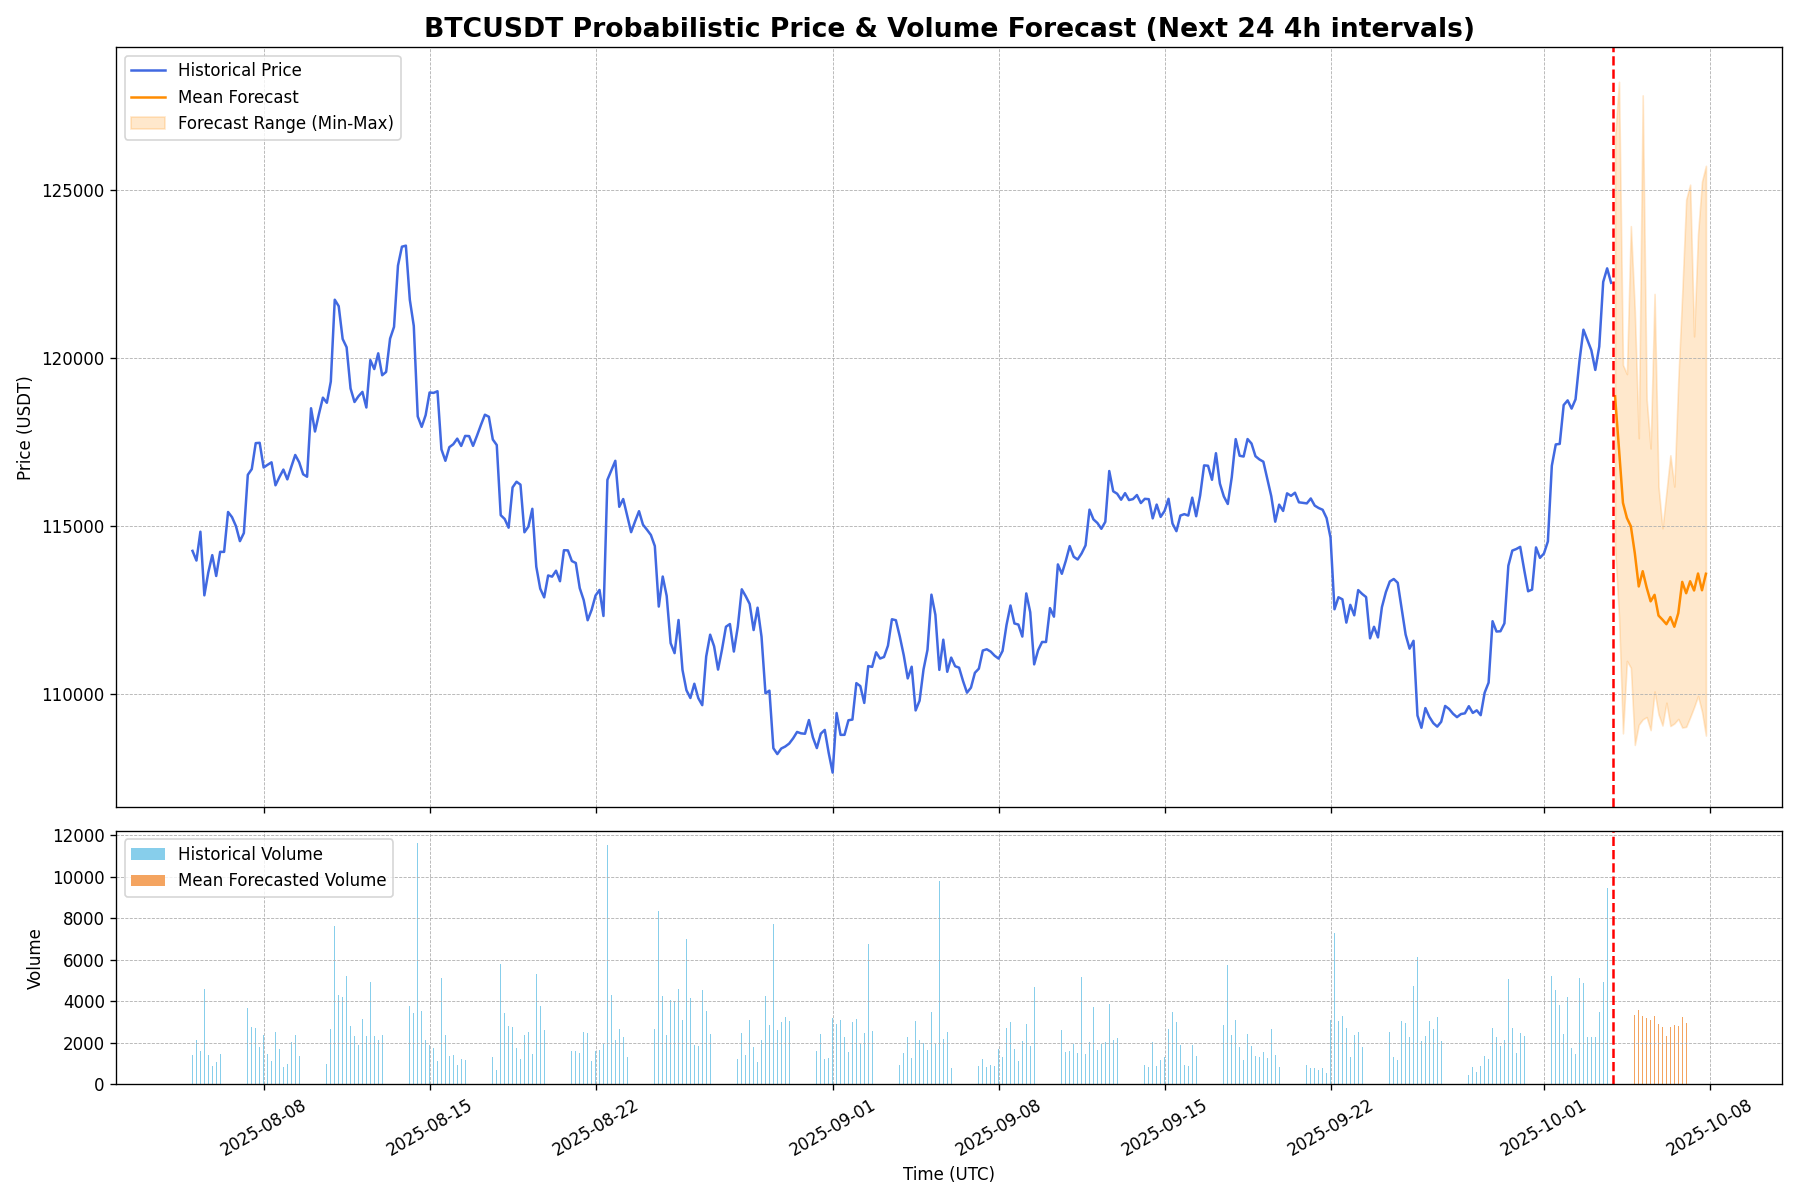 BTCUSDT Probabilistic Price & Volume Forecast (Next 24 4h intervals)
Historical Price
Mean Forecast
Forecast Range (Min-Max)
125000
120000
115000
110000
Price (USDT)
Historical Volume
Mean Forecasted Volume
12000
10000
8000
6000
4000
2000
0
Volume
2025-08-08
2025-08-15
2025-08-22
2025-09-01
2025-09-08
2025-09-15
2025-09-22
2025-10-01
2025-10-08
Time (UTC)